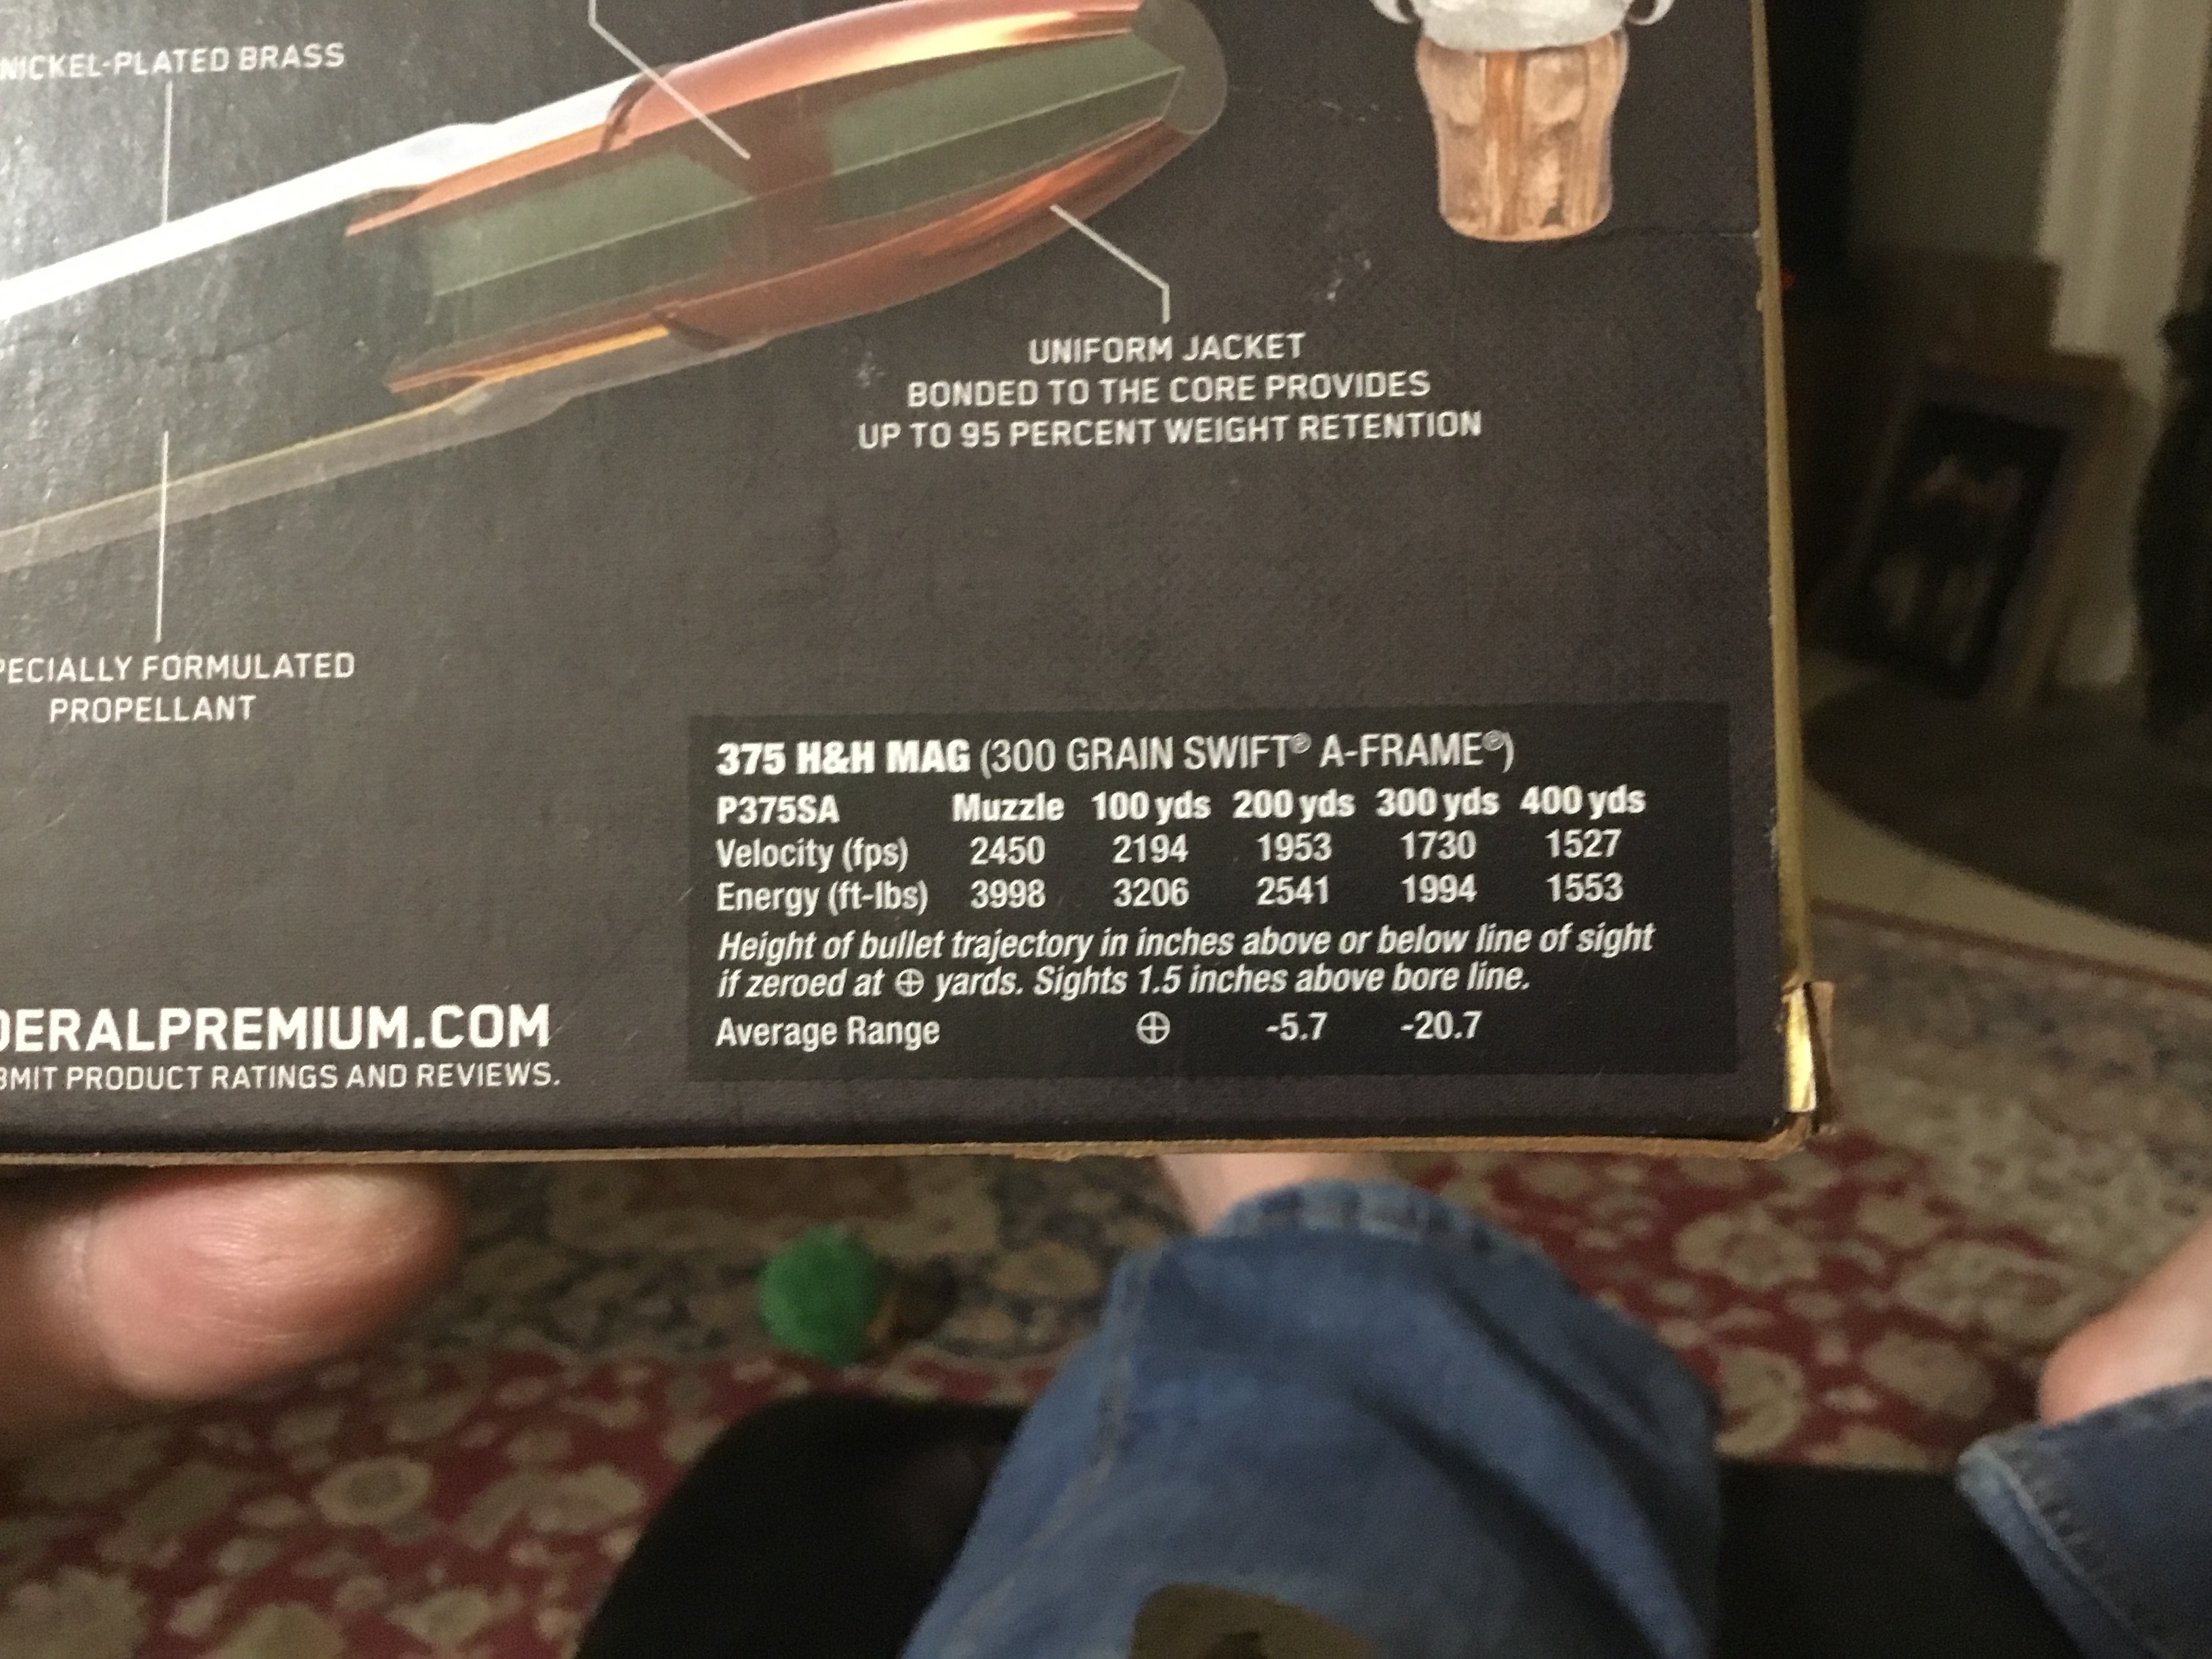 NICKEL-PLATED BRASS
UNIFORM JACKET
BONDED TO THE CORE PROVIDES
UP TO 95 PERCENT WEIGHT RETENTION
PECIALLY FORMULATED
PROPELLANT
375 H&H MAG (300 GRAIN SWIFT® A-FRAME®)
P375SA Muzzle 100 yds 200 yds 300 yds 400 yds
Velocity (fps) 2450 2194 1953 1730 1527
Energy (ft-lbs) 3998 3206 2541 1994 1553
Height of bullet trajectory in inches above or below line of sight
if zeroed at ⊕ yards. Sights 1.5 inches above bore line.
Average Range ⊕ -5.7 -20.7
DERALPREMIUM.COM
BMIT PRODUCT RATINGS AND REVIEWS.